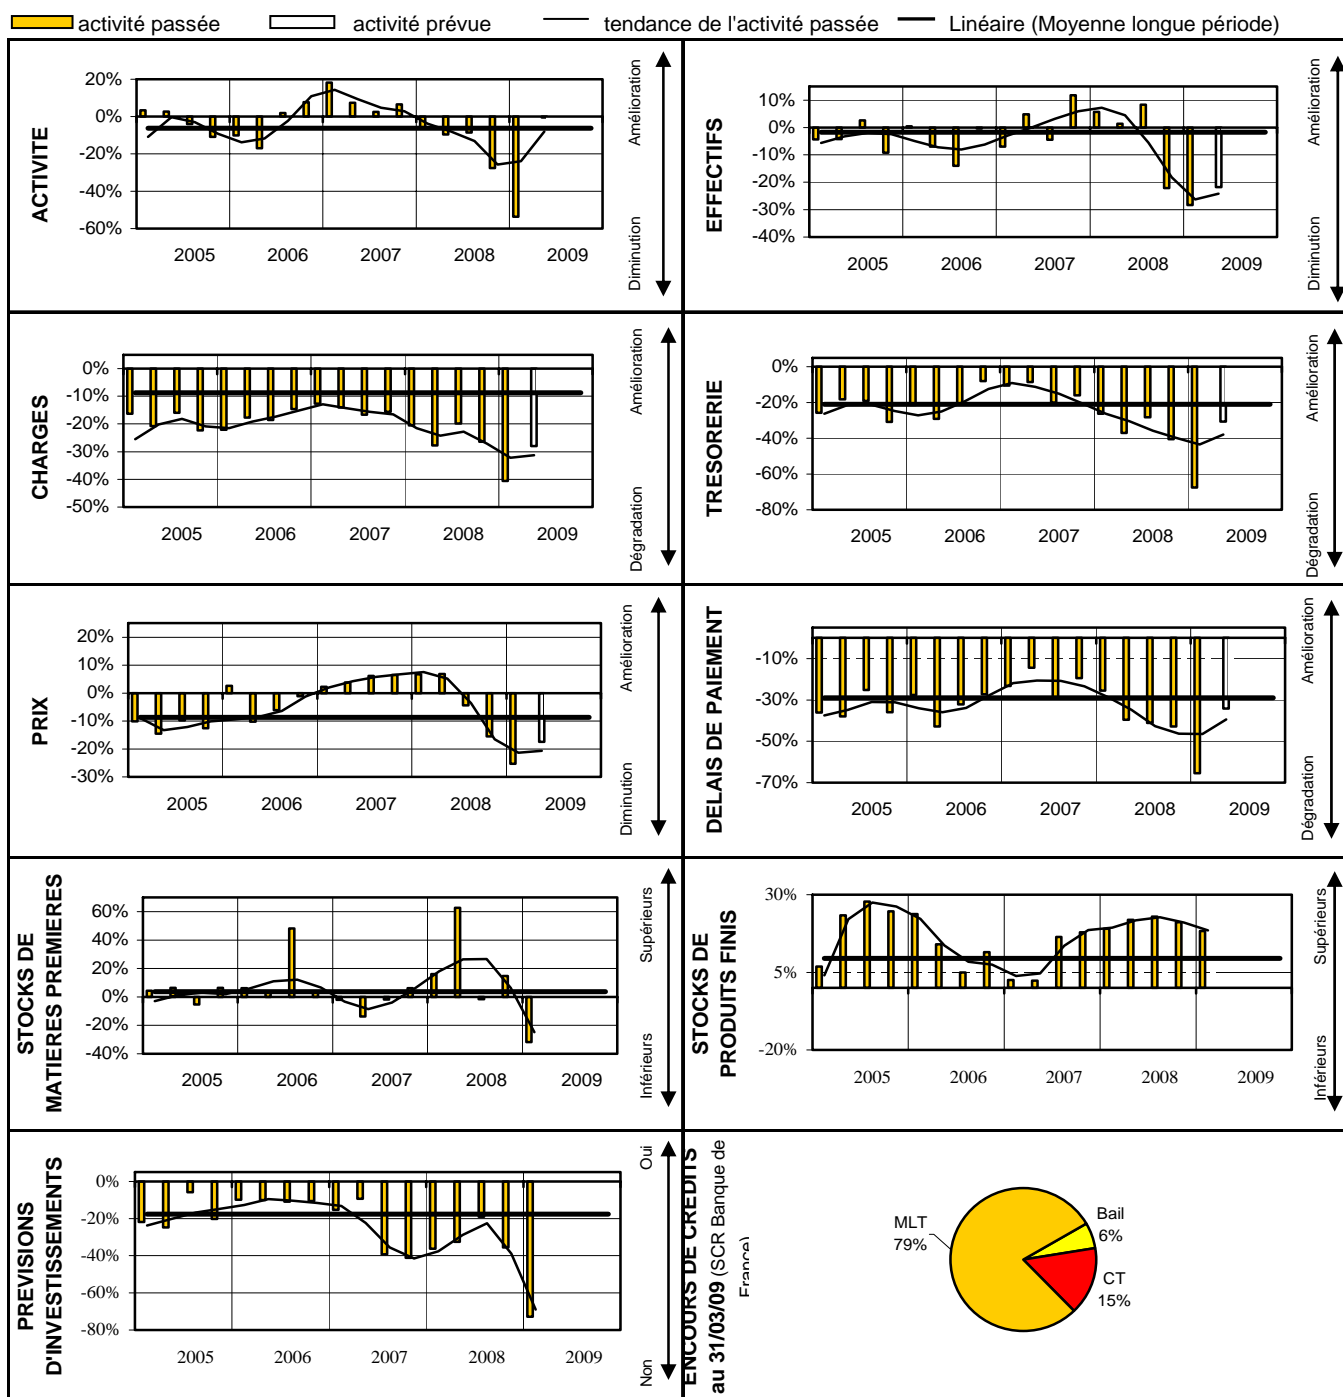 activité passée activité prévue tendance de l'activité passée Linéaire (Moyenne longue période)
ACTIVITE
20%
0%
-20%
-40%
-60%
2005 2006 2007 2008 2009
Amélioration
Diminution
EFFECTIFS
10%
0%
-10%
-20%
-30%
-40%
2005 2006 2007 2008 2009
Amélioration
Diminution
CHARGES
0%
-10%
-20%
-30%
-40%
-50%
2005 2006 2007 2008 2009
Amélioration
Dégradation
TRESORERIE
0%
-20%
-40%
-60%
-80%
2005 2006 2007 2008 2009
Amélioration
Dégradation
PRIX
20%
10%
0%
-10%
-20%
-30%
2005 2006 2007 2008 2009
Amélioration
Diminution
DELAIS DE PAIEMENT
-10%
-30%
-50%
-70%
2005 2006 2007 2008 2009
Amélioration
Dégradation
STOCKS DE
MATIERES PREMIERES
60%
40%
20%
0%
-20%
-40%
2005 2006 2007 2008 2009
Supérieurs
Inférieurs
STOCKS DE
PRODUITS FINIS
30%
5%
-20%
2005 2006 2007 2008 2009
Supérieurs
Inférieurs
PREVISIONS
D'INVESTISSEMENTS
0%
-20%
-40%
-60%
-80%
2005 2006 2007 2008 2009
Oui
Non
ENCOURS DE CREDITS
au 31/03/09 (SCR Banque de
France)
MLT
79%
Bail
6%
CT
15%